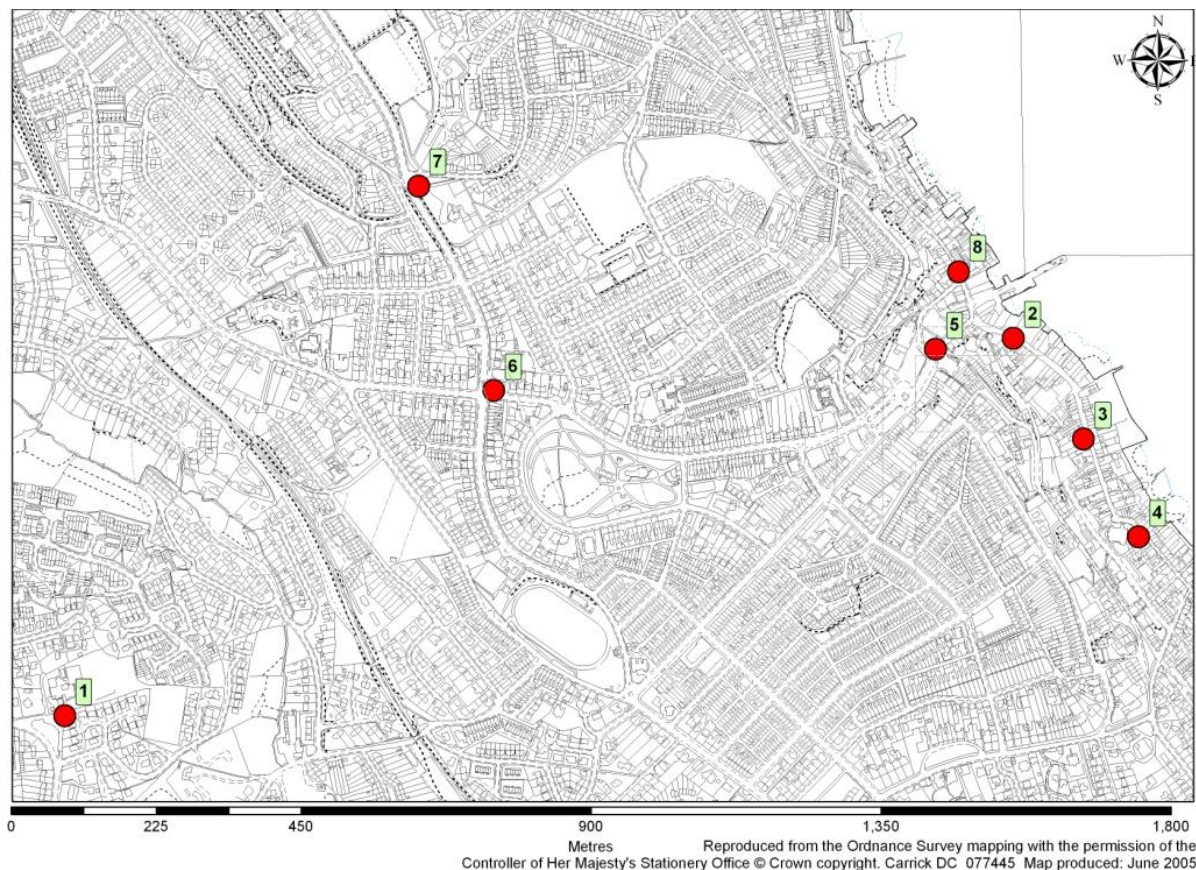 N
W
S
7
8
2
5
6
3
4
1
0 225 450 900 1,350 1,800
Metres
Reproduced from the Ordnance Survey mapping with the permission of the
Controller of Her Majesty's Stationery Office © Crown copyright. Carrick DC 077445 Map produced: June 2005